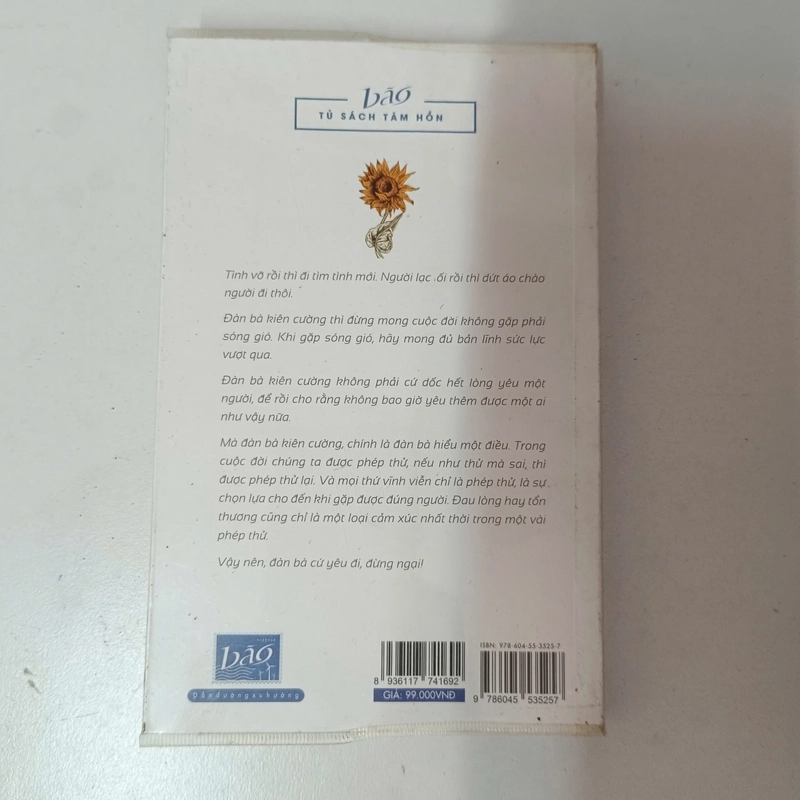 bão
TỦ SÁCH TÂM HỒN
Tình vỡ rồi thì đi tìm tình mới. Người lạc .ối rồi thì dứt áo chào
người đi thôi.
Đàn bà kiên cường thì đừng mong cuộc đời không gặp phải
sóng gió. Khi gặp sóng gió, hãy mong đủ bản lĩnh sức lực
vượt qua.
Đàn bà kiên cường không phải cứ dốc hết lòng yêu một
người, để rồi cho rằng không bao giờ yêu thêm được một ai
như vậy nữa.
Mà đàn bà kiên cường, chính là đàn bà hiểu một điều. Trong
cuộc đời chúng ta được phép thử, nếu như thử mà sai, thì
được phép thử lại. Và mọi thứ vĩnh viễn chỉ là phép thử, là sự
chọn lựa cho đến khi gặp được đúng người. Đau lòng hay tổn
thương cũng chỉ là một loại cảm xúc nhất thời trong một vài
phép thử.
Vậy nên, đàn bà cứ yêu đi, đừng ngại!
bão
Dẫnđườngxuhướng
8 936117 741692
GIÁ: 99.000VNĐ
ISBN: 978-604-55-3525-7
9 786045 535257